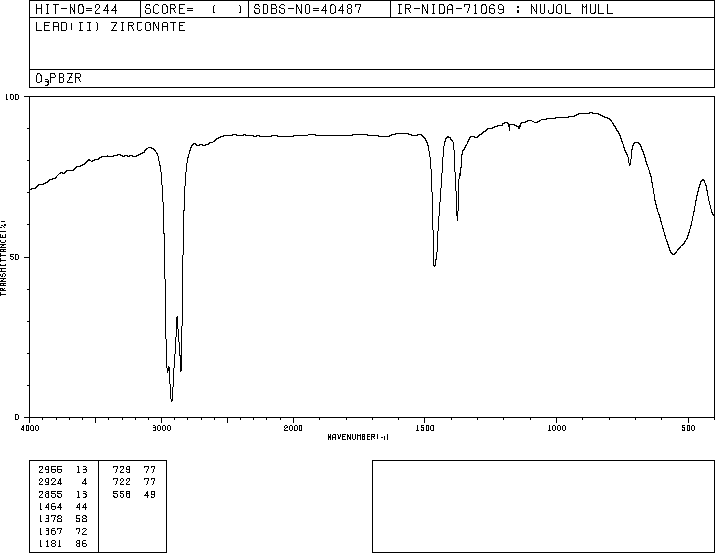 HIT-NO=244 SCORE= ( ) SDBS-NO=40487 IR-NIDA-71069 : NUJOL MULL
LEAD(II) ZIRCONATE
O3PBZR
100
50
0
TRANSMITTANCE(%)
4000 3000 2000 1500 1000 500
WAVENUMBER(-1)
2956 13 729 77
2924 4 722 77
2855 13 558 49
1464 44
1378 58
1367 72
1181 86